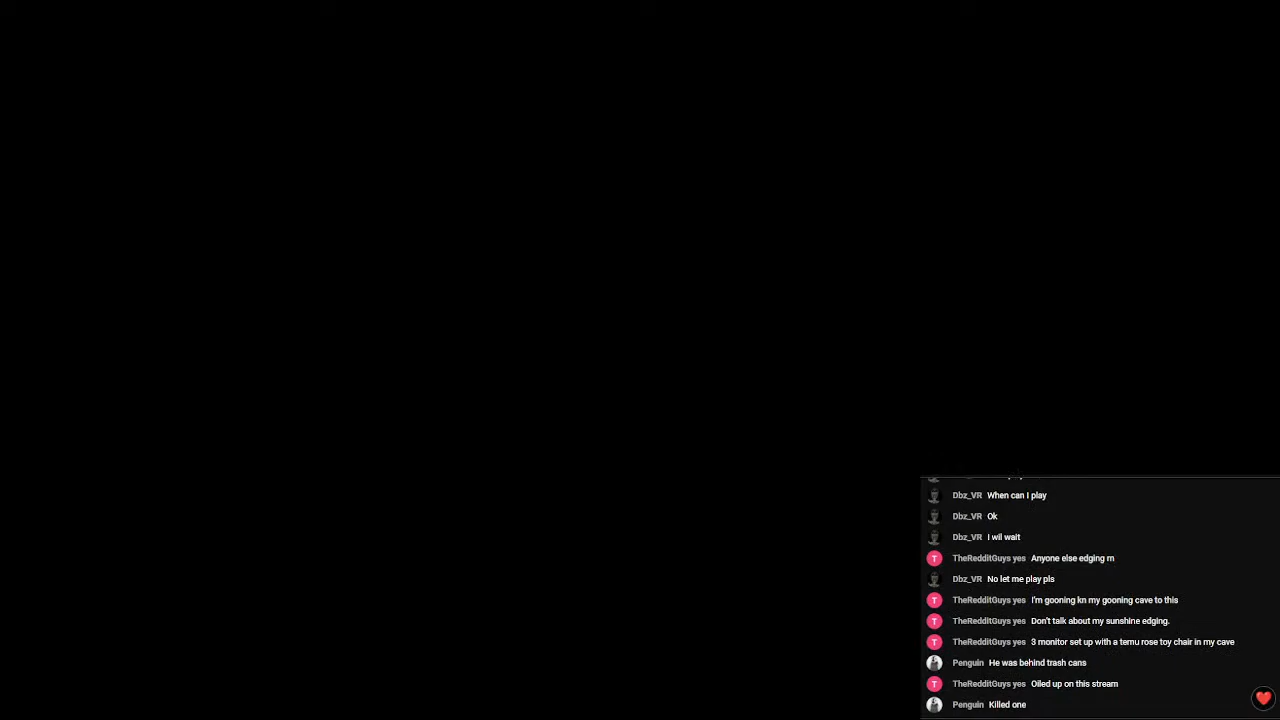 Dbz_VR When can I play
Dbz_VR Ok
Dbz_VR I wil wait
T TheRedditGuys yes Anyone else edging rn
Dbz_VR No let me play pls
T TheRedditGuys yes I'm gooning kn my gooning cave to this
T TheRedditGuys yes Don't talk about my sunshine edging.
T TheRedditGuys yes 3 monitor set up with a temu rose toy chair in my cave
Penguin He was behind trash cans
T TheRedditGuys yes Oiled up on this stream
Penguin Killed one